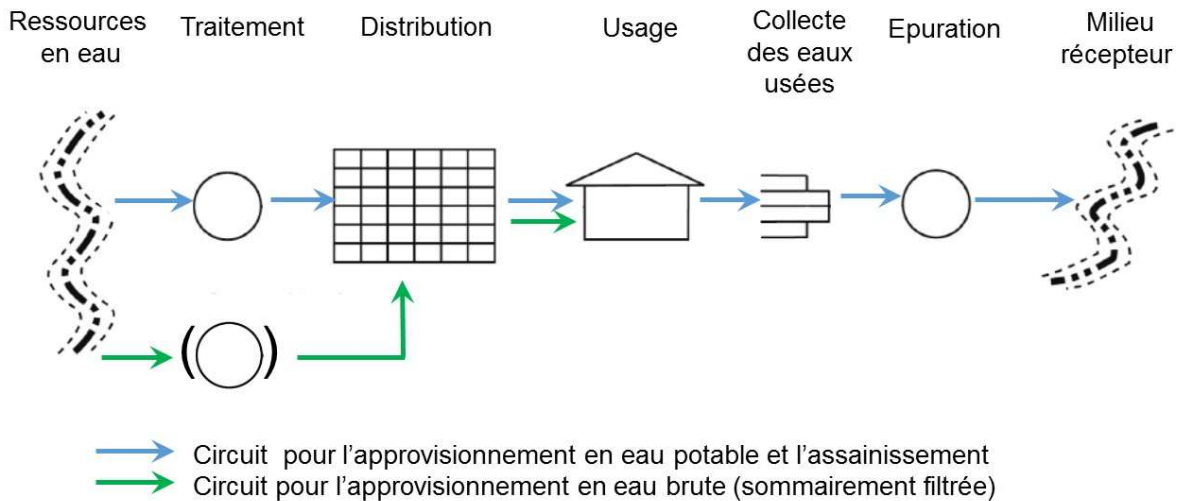 Ressources
en eau
Traitement
Distribution
Usage
Collecte
des eaux
usées
Epuration
Milieu
récepteur
( )
Circuit pour l'approvisionnement en eau potable et l'assainissement
Circuit pour l'approvisionnement en eau brute (sommairement filtrée)